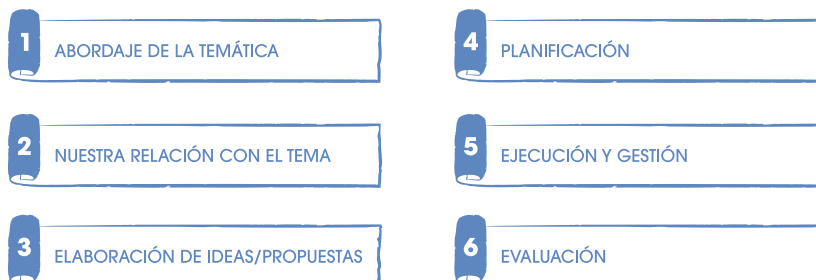 1
ABORDAJE DE LA TEMÁTICA
2
NUESTRA RELACIÓN CON EL TEMA
3
ELABORACIÓN DE IDEAS/PROPUESTAS
4
PLANIFICACIÓN
5
EJECUCIÓN Y GESTIÓN
6
EVALUACIÓN